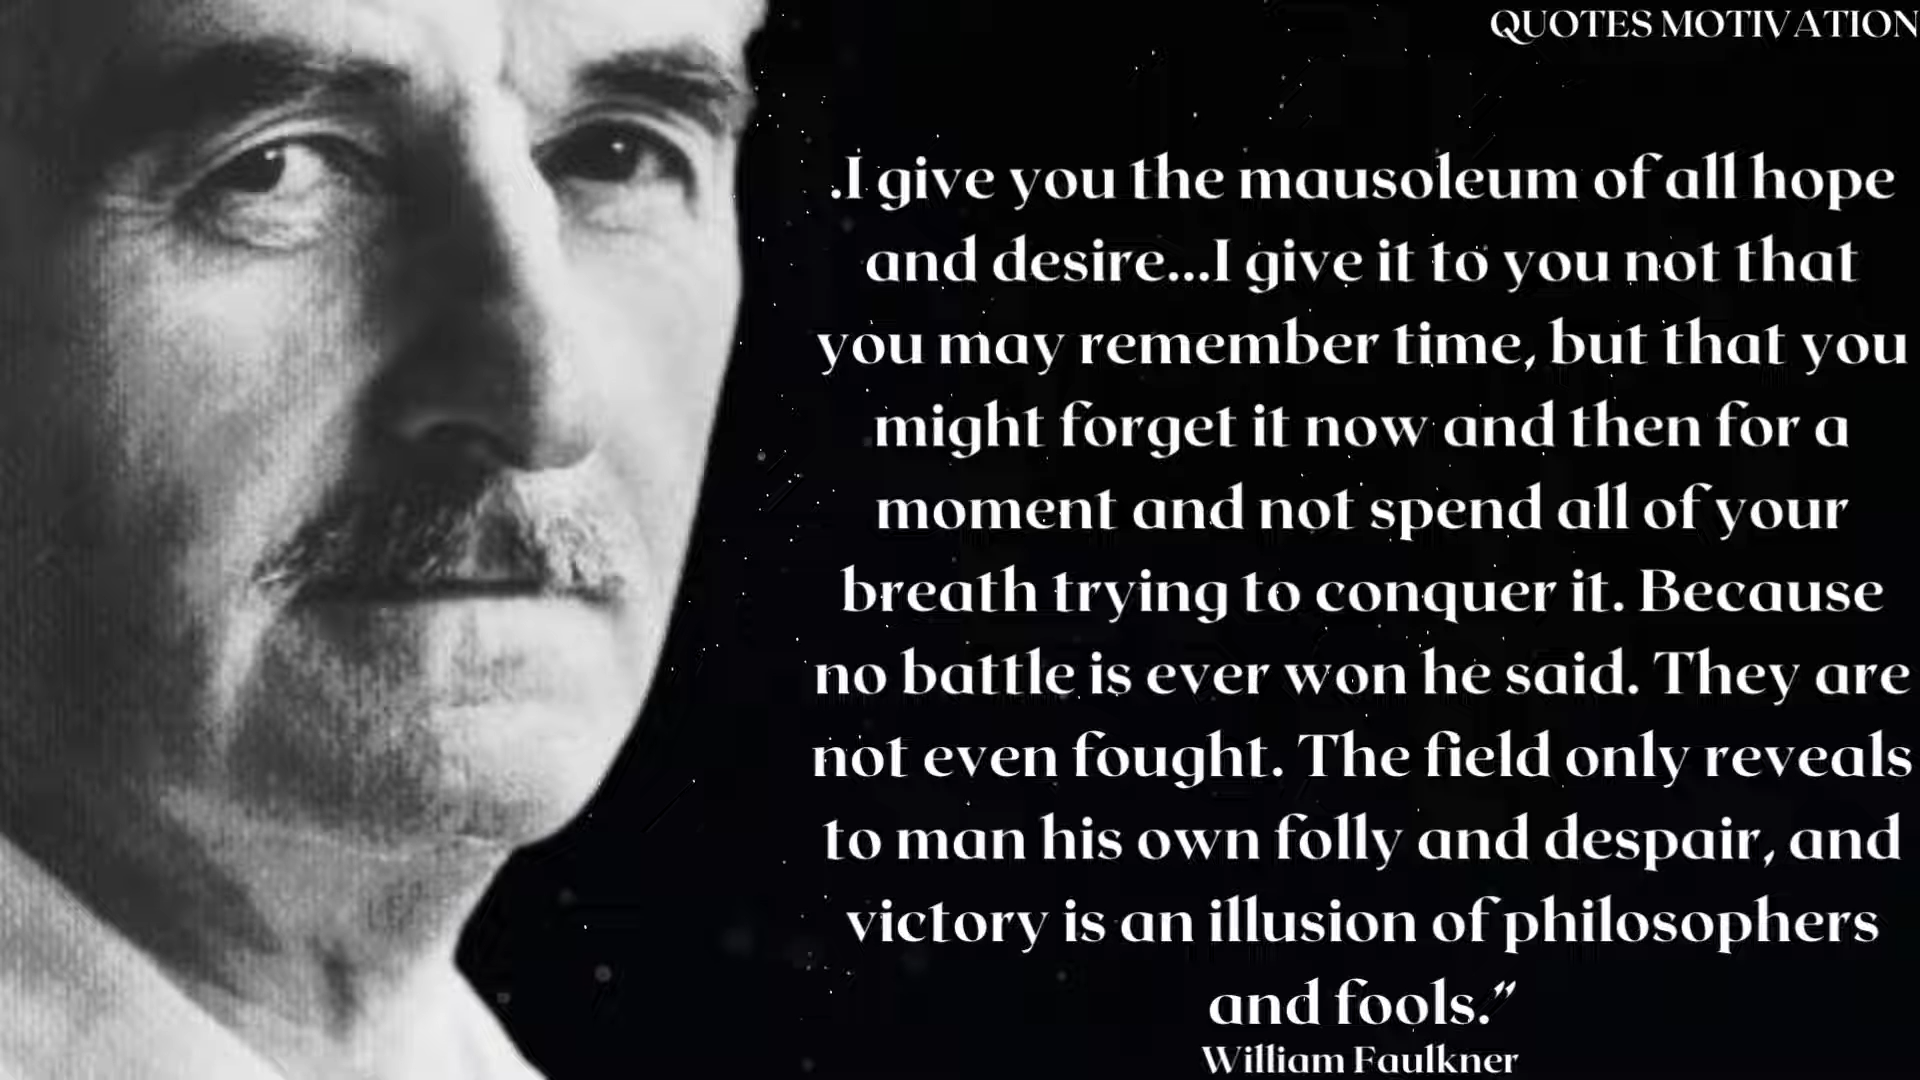 QUOTES MOTIVATION
.I give you the mausoleum of all hope
and desire...I give it to you not that
you may remember time, but that you
might forget it now and then for a
moment and not spend all of your
breath trying to conquer it. Because
no battle is ever won he said. They are
not even fought. The field only reveals
to man his own folly and despair, and
victory is an illusion of philosophers
and fools.”
William Faulkner